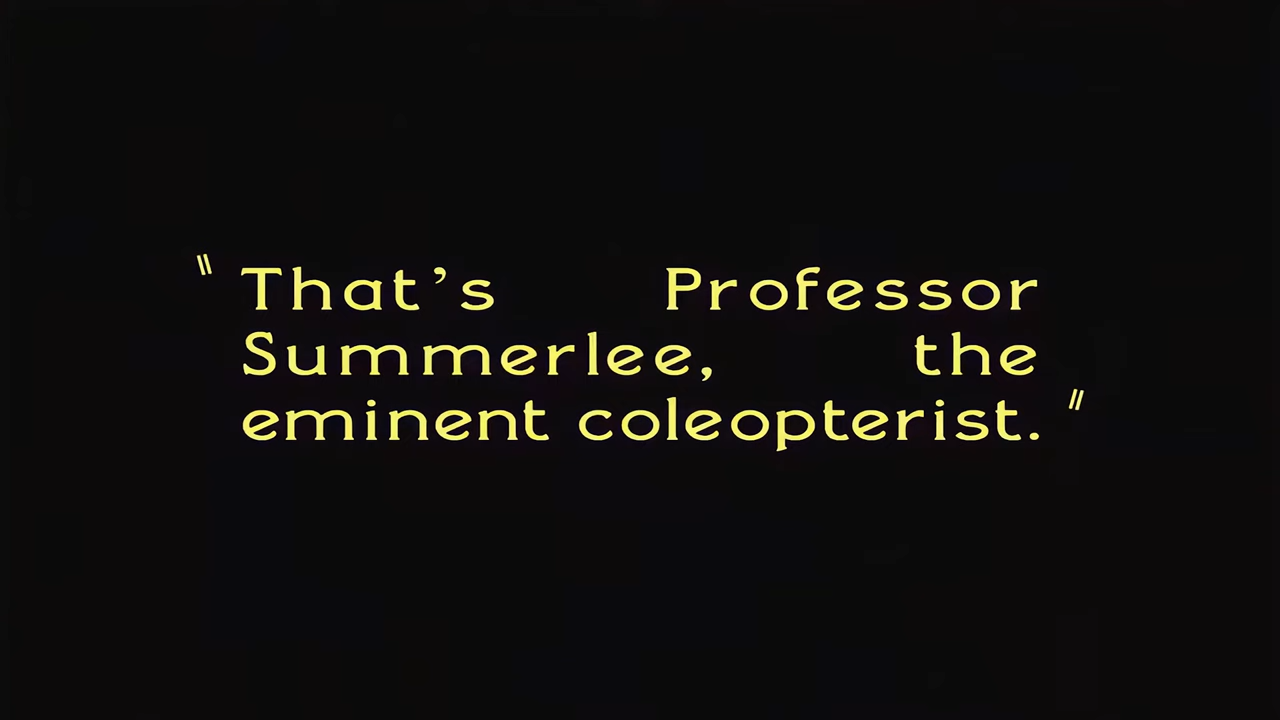 "That’s Professor
Summerlee, the
eminent coleopterist."